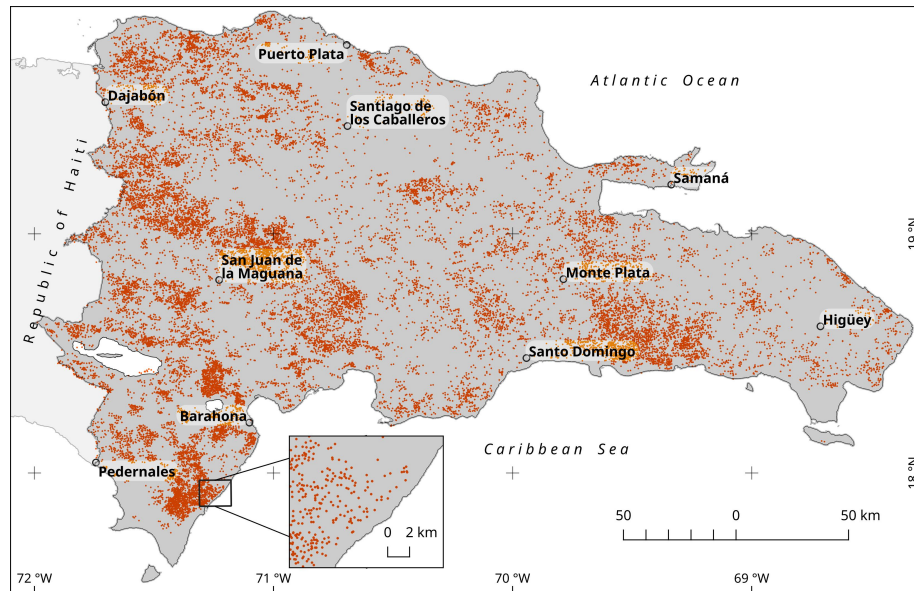 Puerto Plata
Atlantic Ocean
Dajabón
Santiago de
los Caballeros
Republic of Haiti
Samaná
19 °N
San Juan de
la Maguana
Monte Plata
Higüey
Santo Domingo
Barahona
Caribbean Sea
Pedernales
18 °N
0 2 km
50 0 50 km
72 °W 71 °W 70 °W 69 °W